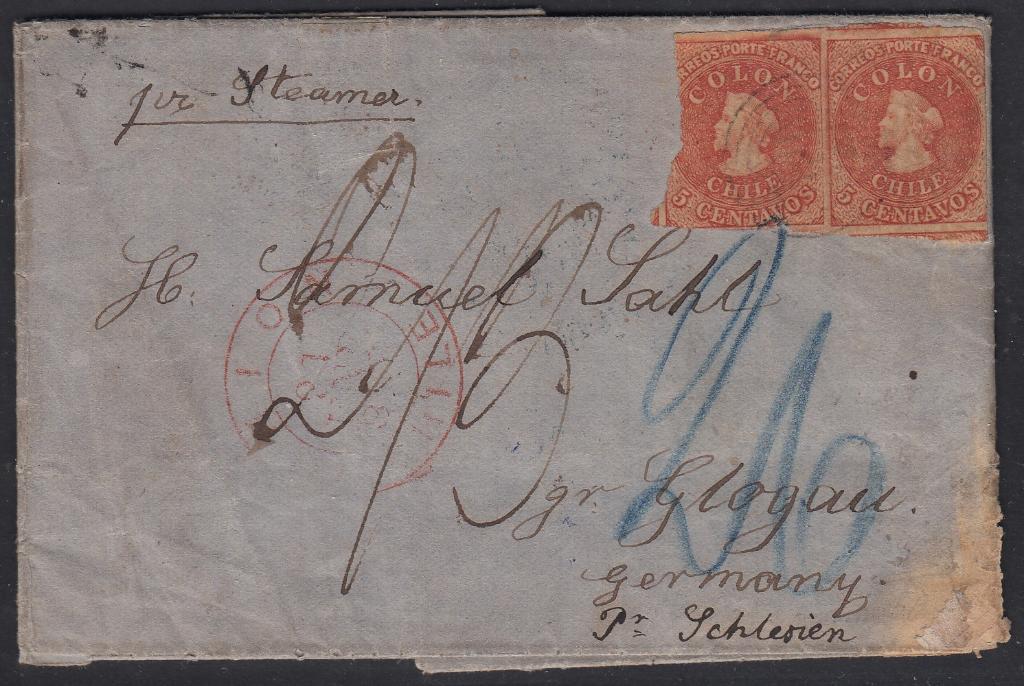 pr Steamer.
CORREOS PORTE FRANCO
COLON
CHILE
5 CENTAVOS
CORREOS PORTE FRANCO
COLON
CHILE
5 CENTAVOS
H. Samuel Sahl
gr. Glogau.
Germany.
Pr. Schlesien